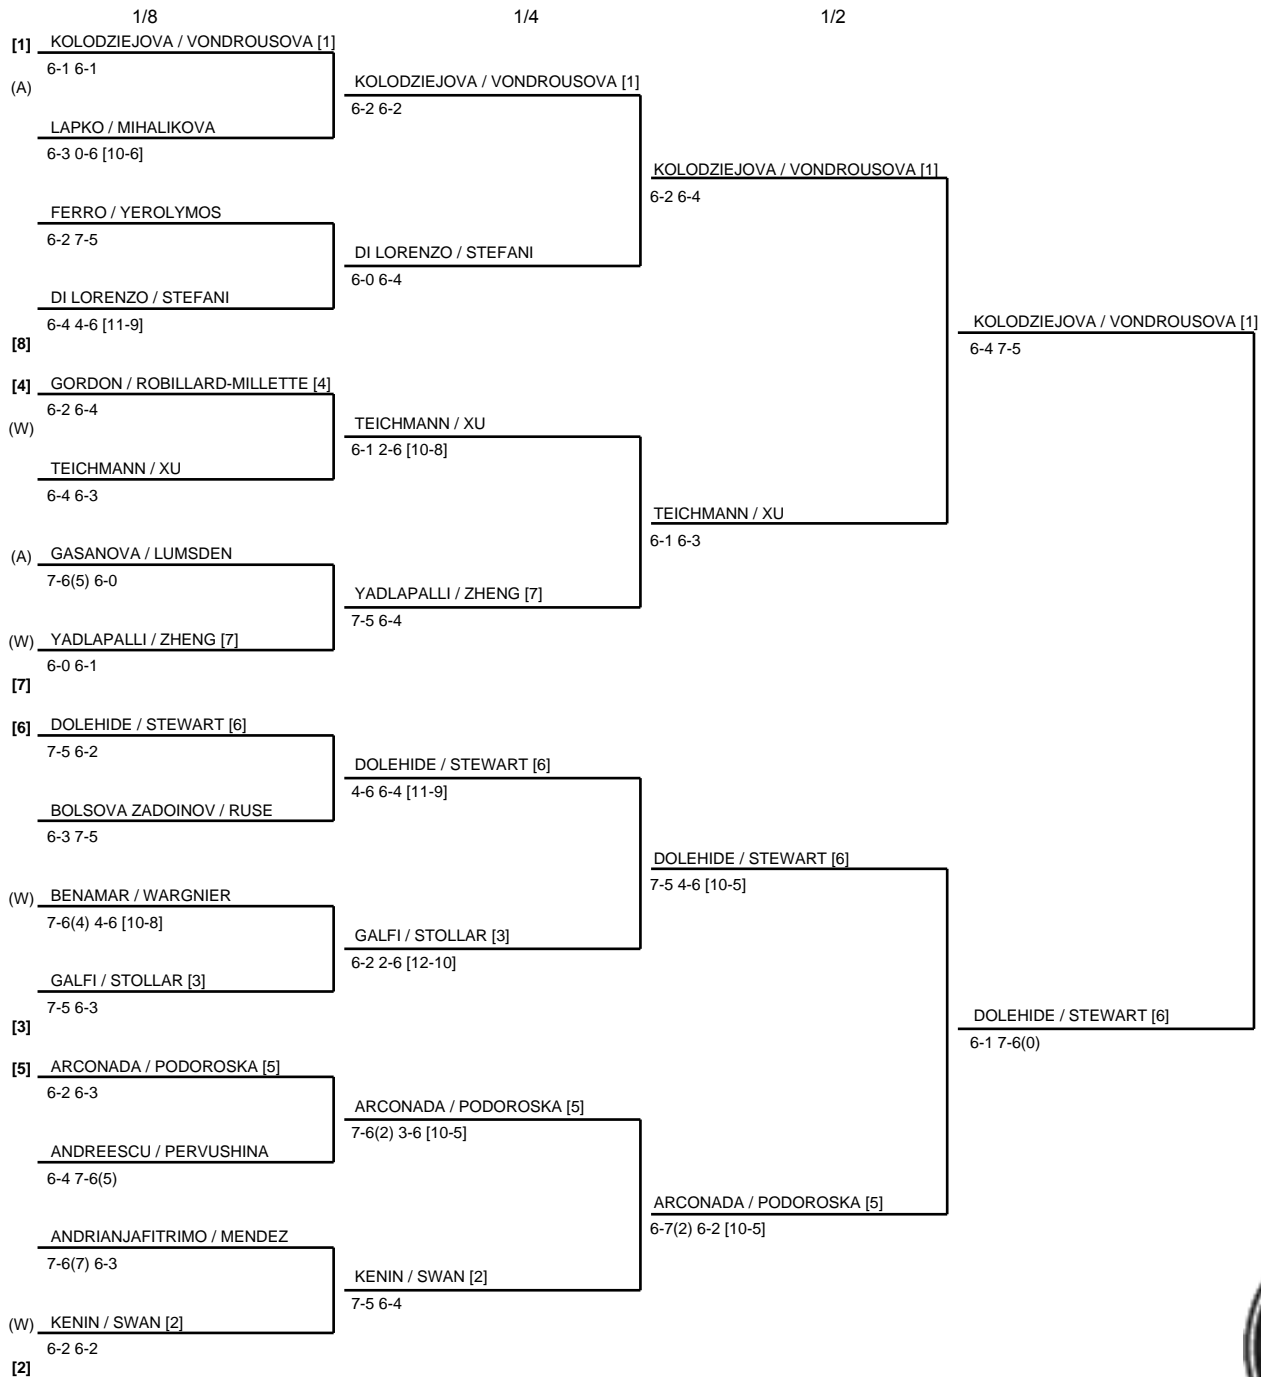 1/8
1/4
1/2
[1] KOLODZIEJOVA / VONDROUSOVA [1]
6-1 6-1
(A)
LAPKO / MIHALIKOVA
6-3 0-6 [10-6]
FERRO / YEROLYMOS
6-2 7-5
DI LORENZO / STEFANI
6-4 4-6 [11-9]
[8]
[4] GORDON / ROBILLARD-MILLETTE [4]
6-2 6-4
(W)
TEICHMANN / XU
6-4 6-3
(A) GASANOVA / LUMSDEN
7-6(5) 6-0
(W) YADLAPALLI / ZHENG [7]
6-0 6-1
[7]
[6] DOLEHIDE / STEWART [6]
7-5 6-2
BOLSOVA ZADOINOV / RUSE
6-3 7-5
(W) BENAMAR / WARGNIER
7-6(4) 4-6 [10-8]
GALFI / STOLLAR [3]
7-5 6-3
[3]
[5] ARCONADA / PODOROSKA [5]
6-2 6-3
ANDREESCU / PERVUSHINA
6-4 7-6(5)
ANDRIANJAFITRIMO / MENDEZ
7-6(7) 6-3
(W) KENIN / SWAN [2]
6-2 6-2
[2]
KOLODZIEJOVA / VONDROUSOVA [1]
6-2 6-2
DI LORENZO / STEFANI
6-0 6-4
TEICHMANN / XU
6-1 2-6 [10-8]
YADLAPALLI / ZHENG [7]
7-5 6-4
DOLEHIDE / STEWART [6]
4-6 6-4 [11-9]
GALFI / STOLLAR [3]
6-2 2-6 [12-10]
ARCONADA / PODOROSKA [5]
7-6(2) 3-6 [10-5]
KENIN / SWAN [2]
7-5 6-4
KOLODZIEJOVA / VONDROUSOVA [1]
6-2 6-4
TEICHMANN / XU
6-1 6-3
DOLEHIDE / STEWART [6]
7-5 4-6 [10-5]
ARCONADA / PODOROSKA [5]
6-7(2) 6-2 [10-5]
KOLODZIEJOVA / VONDROUSOVA [1]
6-4 7-5
DOLEHIDE / STEWART [6]
6-1 7-6(0)